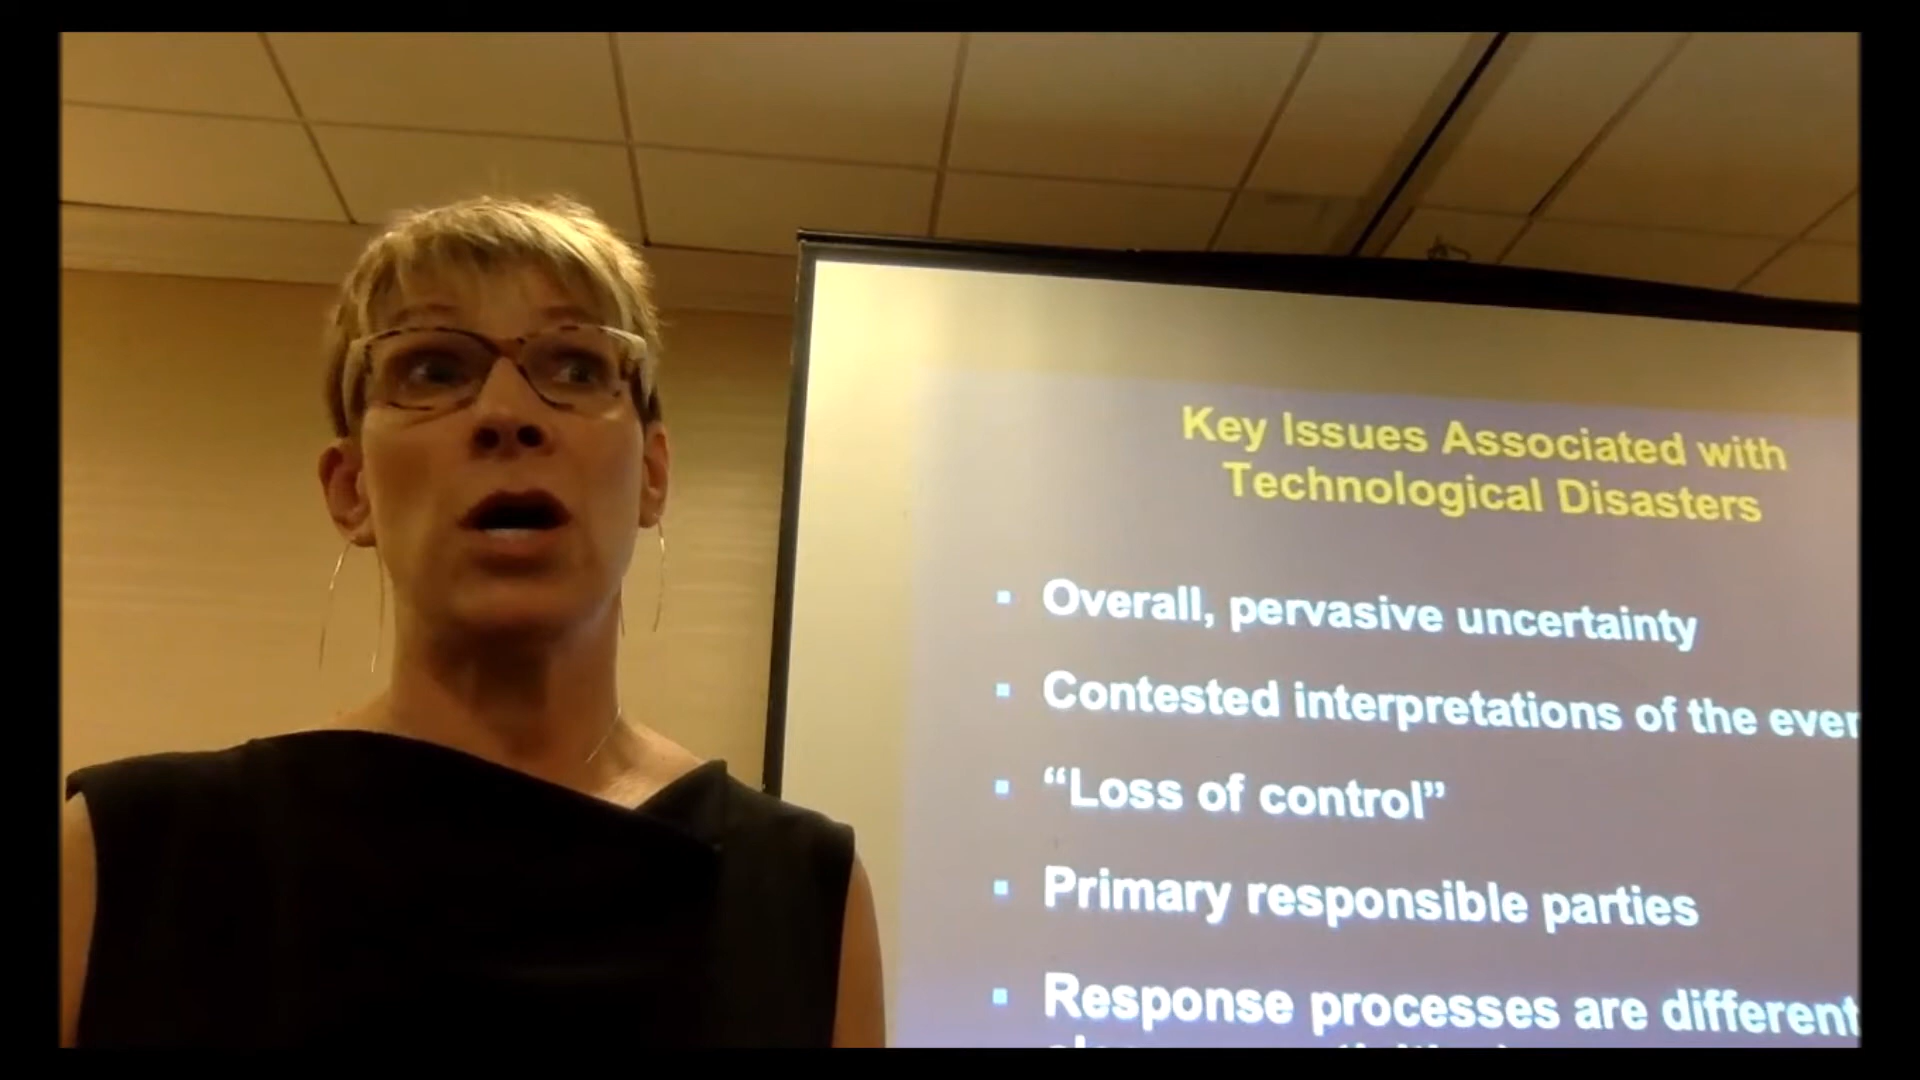 Key Issues Associated with
Technological Disasters
Overall, pervasive uncertainty
Contested interpretations of the
"Loss of control"
Primary responsible parties
Response processes are different